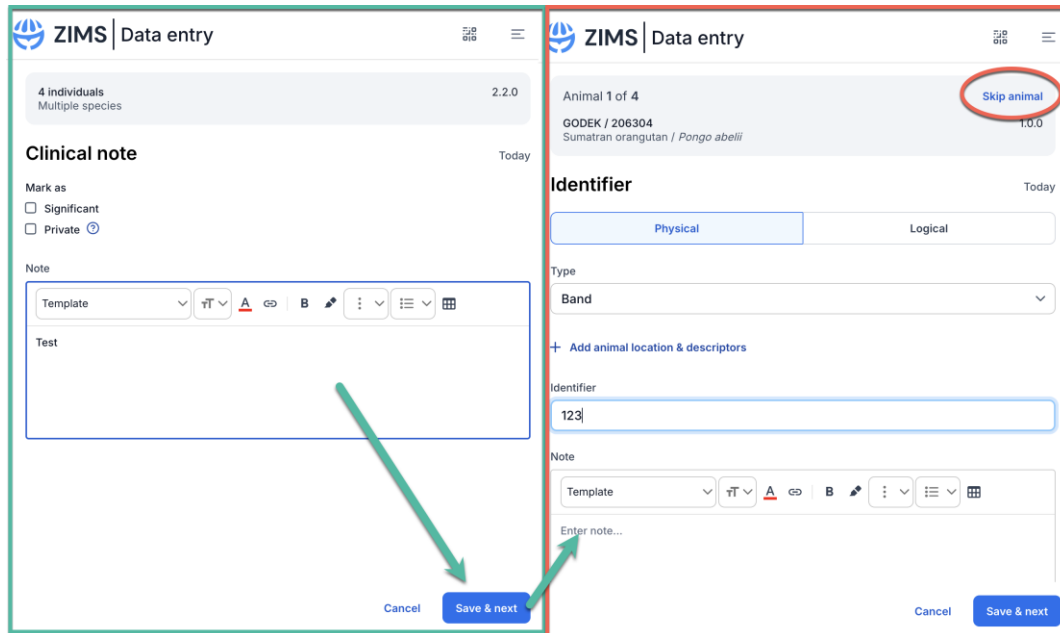 ZIMS | Data entry
4 individuals 2.2.0
Multiple species
Clinical note Today
Mark as
Significant
Private ?
Note
Template TT A B
Test
Cancel Save & next
ZIMS | Data entry
Animal 1 of 4 Skip animal
GODEK / 206304 1.0.0
Sumatran orangutan / Pongo abelii
Identifier Today
Physical Logical
Type
Band
+ Add animal location & descriptors
Identifier
123
Note
Template TT A B
Enter note...
Cancel Save & next